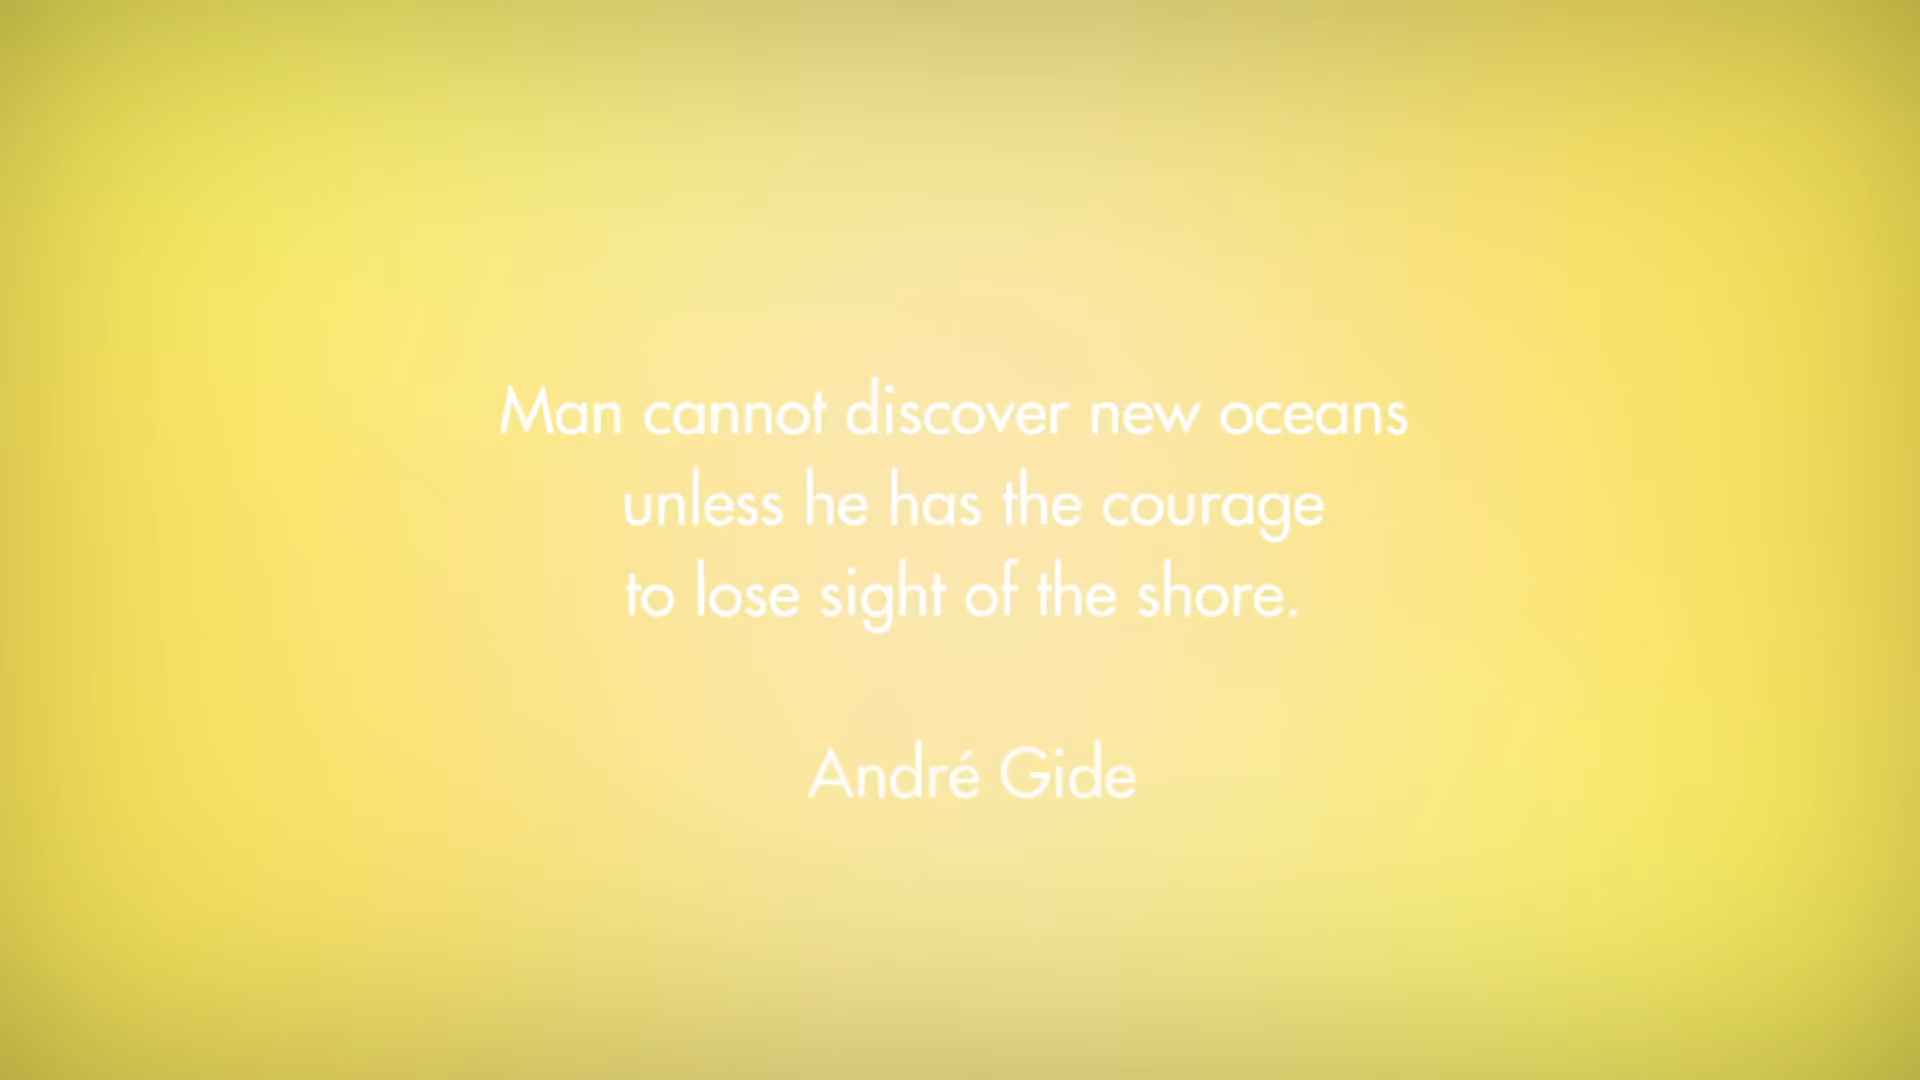 Man cannot discover new oceans
unless he has the courage
to lose sight of the shore.
André Gide